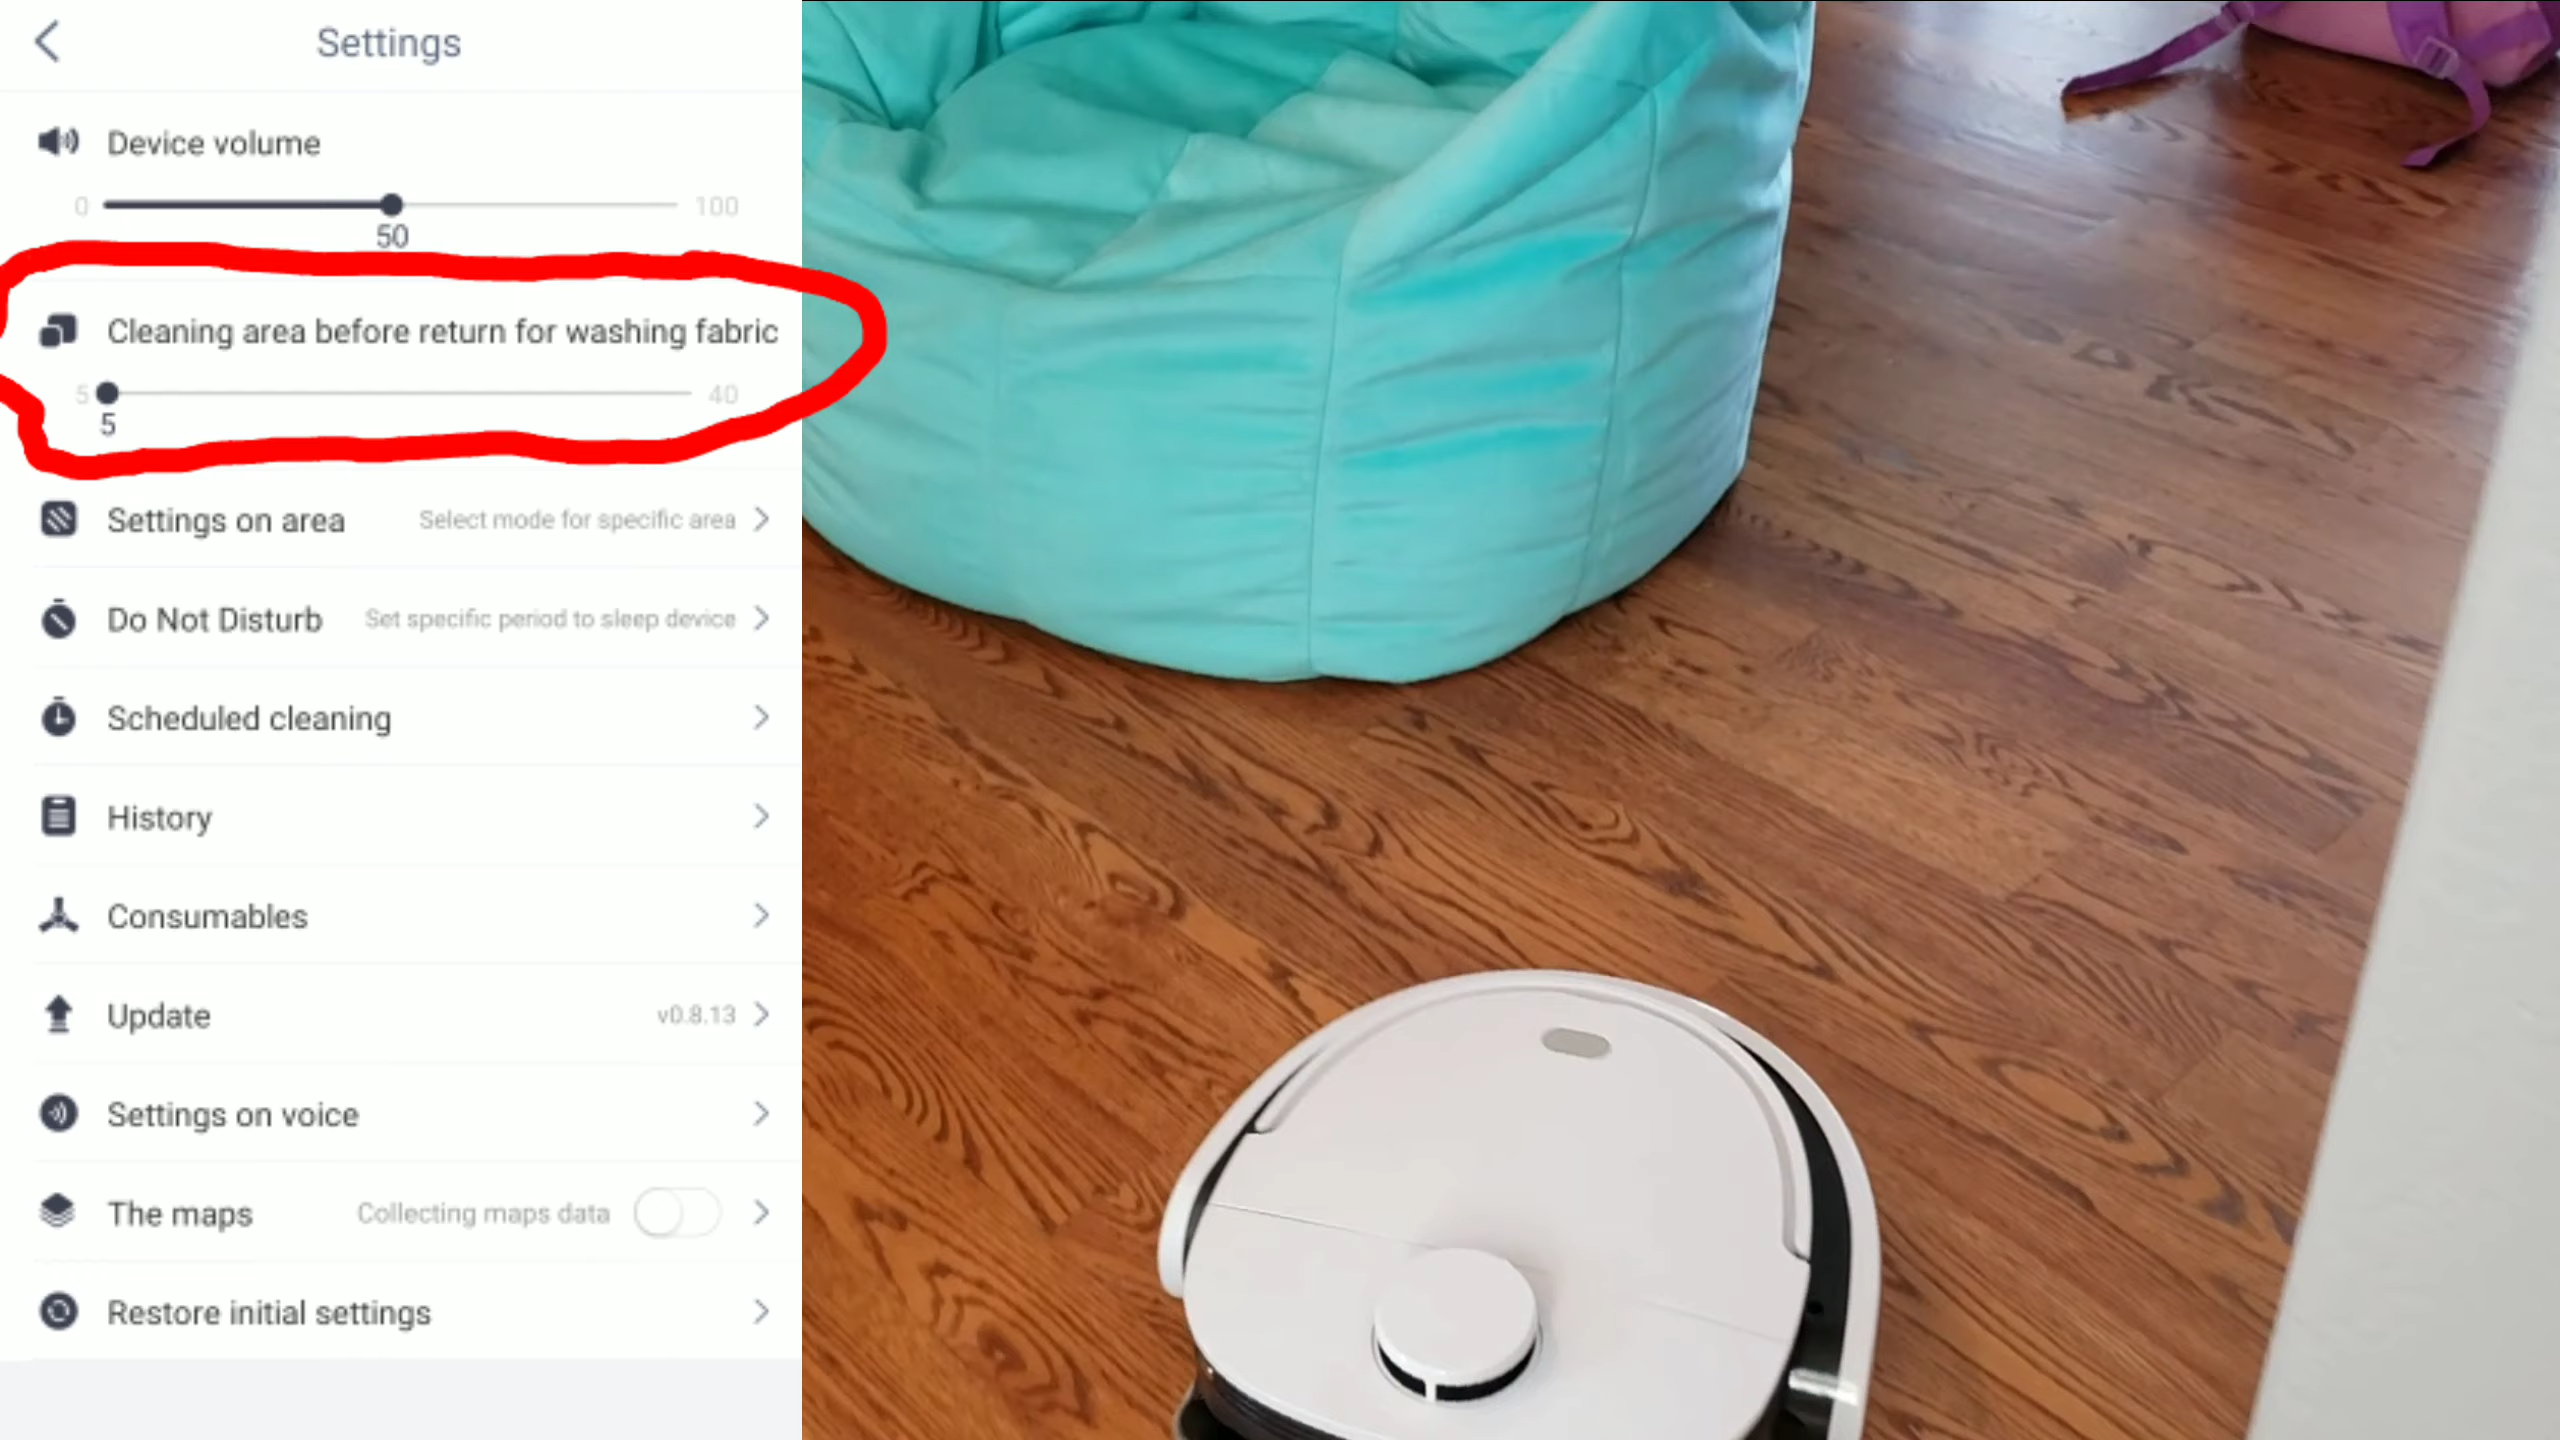 Settings
Device volume
0 100
50
Cleaning area before return for washing fabric
5 40
5
Settings on area Select mode for specific area
Do Not Disturb Set specific period to sleep device
Scheduled cleaning
History
Consumables
Update v0.8.13
Settings on voice
The maps Collecting maps data
Restore initial settings